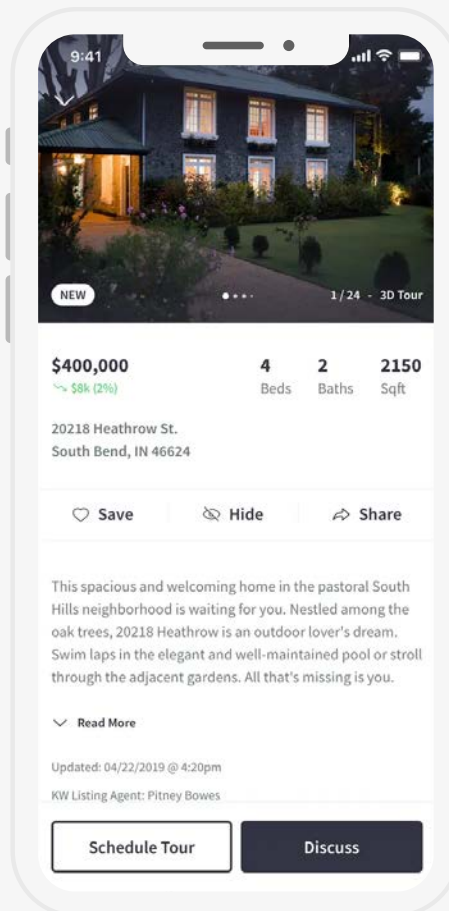 9:41
NEW
1/24 - 3D Tour
$400,000
$8k (2%)
4
Beds
2
Baths
2150
Sqft
20218 Heathrow St.
South Bend, IN 46624
Save
Hide
Share
This spacious and welcoming home in the pastoral South
Hills neighborhood is waiting for you. Nestled among the
oak trees, 20218 Heathrow is an outdoor lover's dream.
Swim laps in the elegant and well-maintained pool or stroll
through the adjacent gardens. All that's missing is you.
Read More
Updated: 04/22/2019 @ 4:20pm
KW Listing Agent: Pitney Bowes
Schedule Tour
Discuss